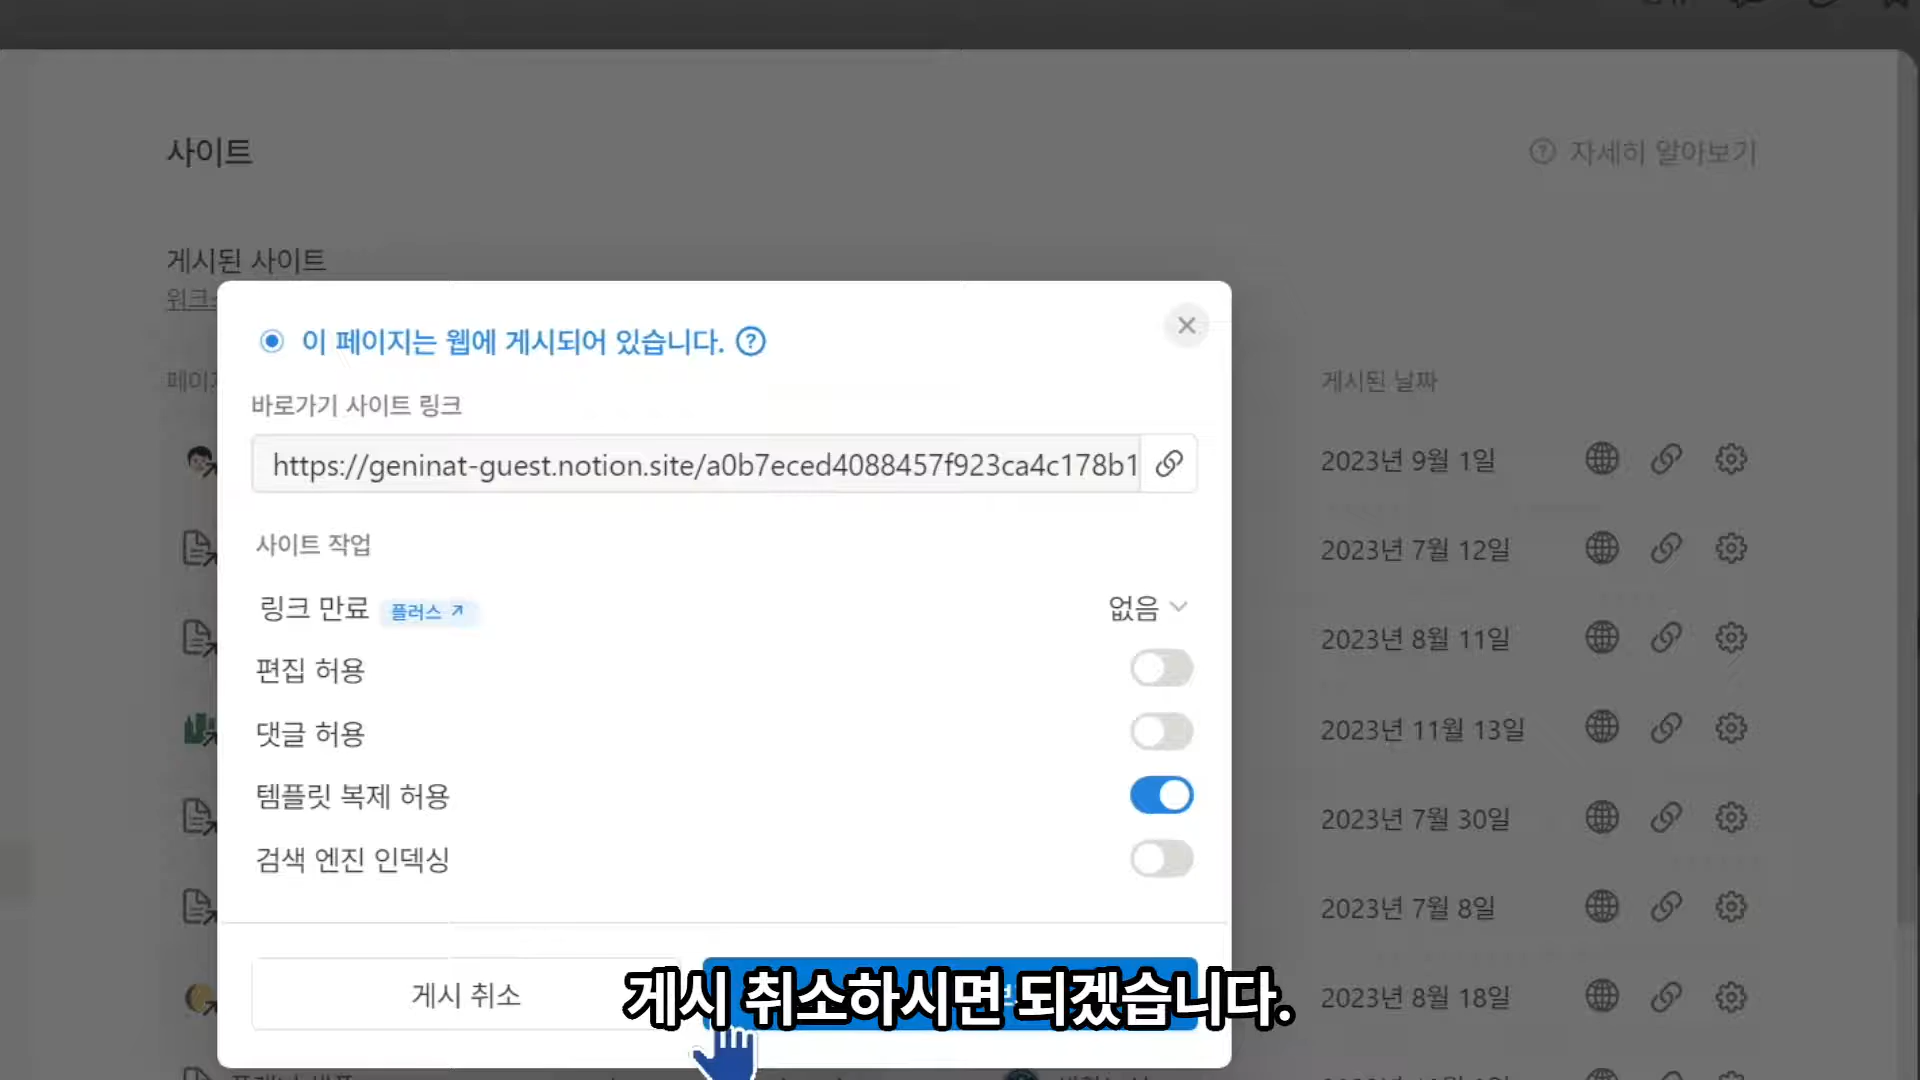 사이트
자세히 알아보기
게시된 사이트
이 페이지는 웹에 게시되어 있습니다.
게시된 날짜
바로가기 사이트 링크
https://geninat-guest.notion.site/a0b7eced4088457f923ca4c178b1
2023년 9월 1일
사이트 작업
2023년 7월 12일
링크 만료 플러스 ↗ 없음
2023년 8월 11일
편집 허용
댓글 허용
2023년 11월 13일
템플릿 복제 허용
2023년 7월 30일
검색 엔진 인덱싱
2023년 7월 8일
게시 취소
2023년 8월 18일
게시 취소하시면 되겠습니다.